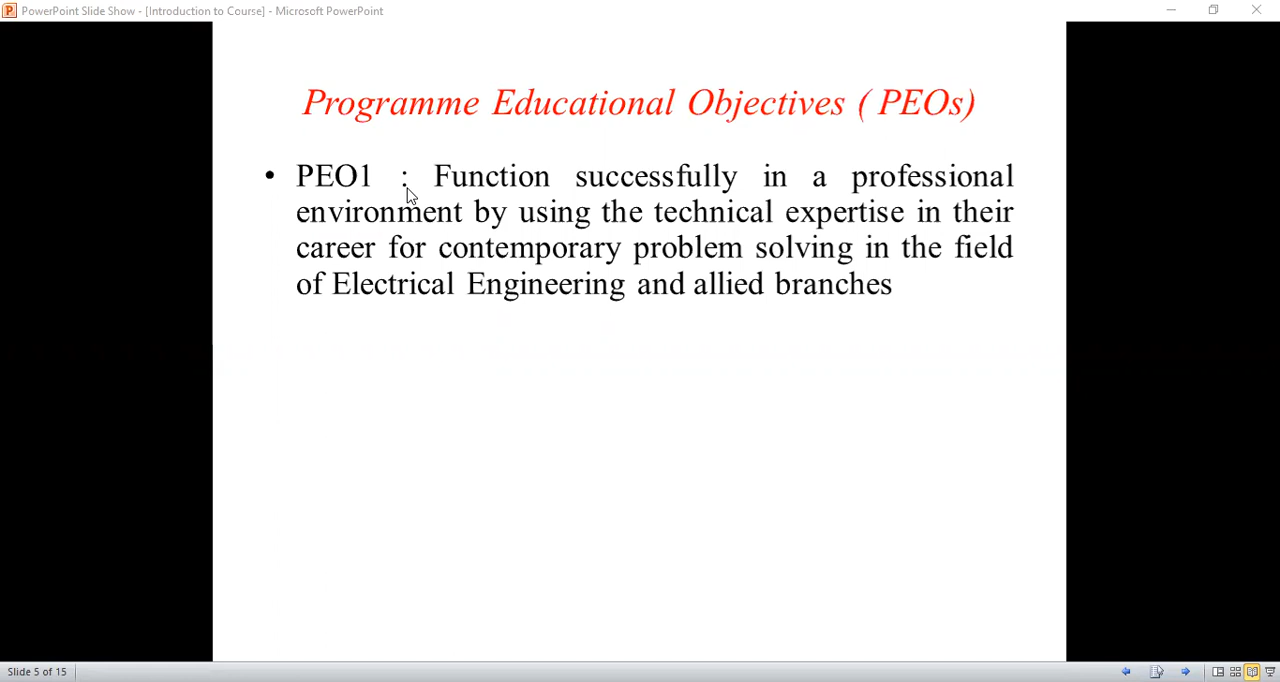 PowerPoint Slide Show - [Introduction to Course] - Microsoft PowerPoint
Programme Educational Objectives ( PEOs)
• PEO1 : Function successfully in a professional
environment by using the technical expertise in their
career for contemporary problem solving in the field
of Electrical Engineering and allied branches
Slide 5 of 15